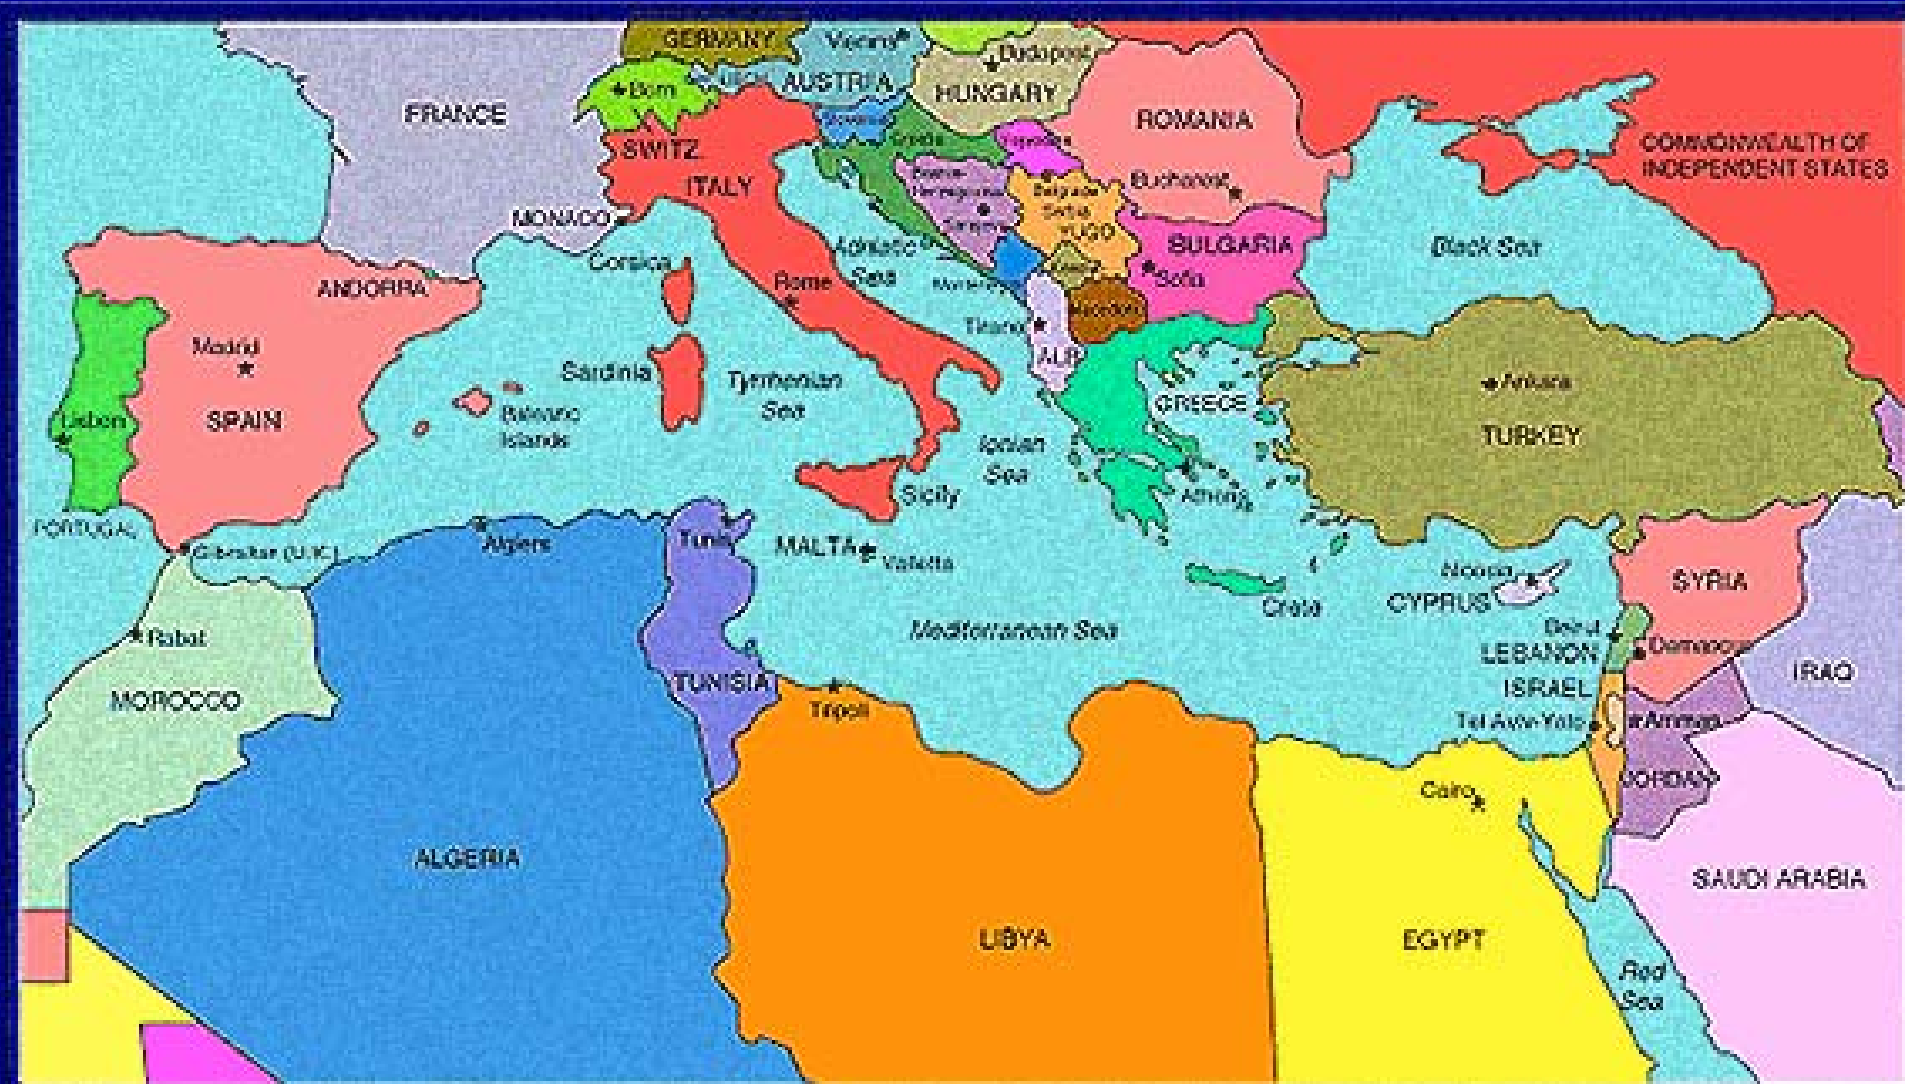 GERMANY
Vienna
Budapest
Bern
AUSTRIA
HUNGARY
FRANCE
ROMANIA
COMMONWEALTH OF
INDEPENDENT STATES
SWITZ.
ITALY
Bucharest
MONACO
Belgrade
Serbia
YUGO
BULGARIA
Black Sea
Adriatic
Sea
Corsica
Sofia
ANDORRA
Rome
Tirane
Madrid
ALB
Sardinia
Tyrrhenian
Sea
Ankara
GREECE
Lisbon
SPAIN
Balearic
Islands
TURKEY
Ionian
Sea
Sicily
Athens
PORTUGAL
Gibraltar (U.K.)
Algiers
Tunis
MALTA
Valletta
SYRIA
CYPRUS
Crete
Mediterranean Sea
Beirut
Rabat
LEBANON
Damascus
IRAQ
TUNISIA
ISRAEL
MOROCCO
Tripoli
Tel Aviv-Yafo
Amman
JORDAN
Cairo
ALGERIA
SAUDI ARABIA
LIBYA
EGYPT
Red
Sea